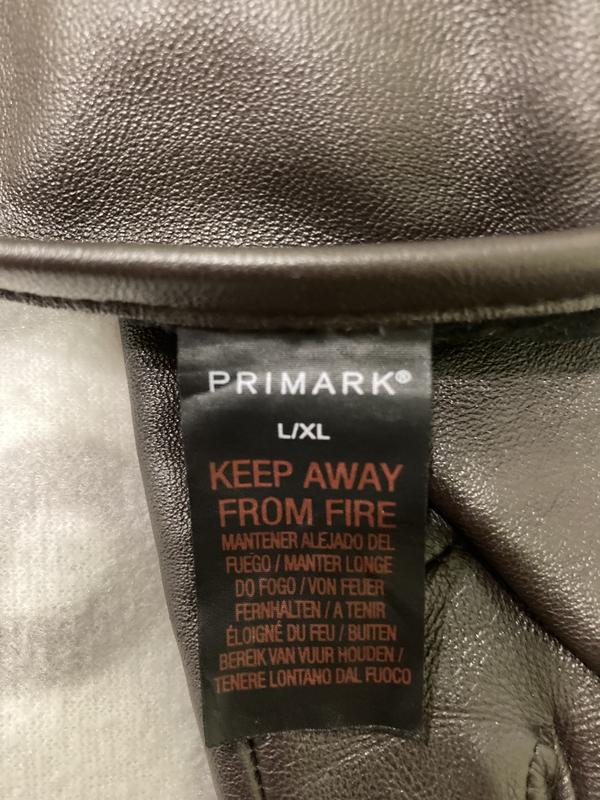 PRIMARK®
L/XL
KEEP AWAY
FROM FIRE
MANTENER ALEJADO DEL
FUEGO / MANTER LONGE
DO FOGO / VON FEUER
FERNHALTEN / A TENIR
ÉLOIGNÉ DU FEU / BUITEN
BEREIK VAN VUUR HOUDEN /
TENERE LONTANO DAL FUOCO